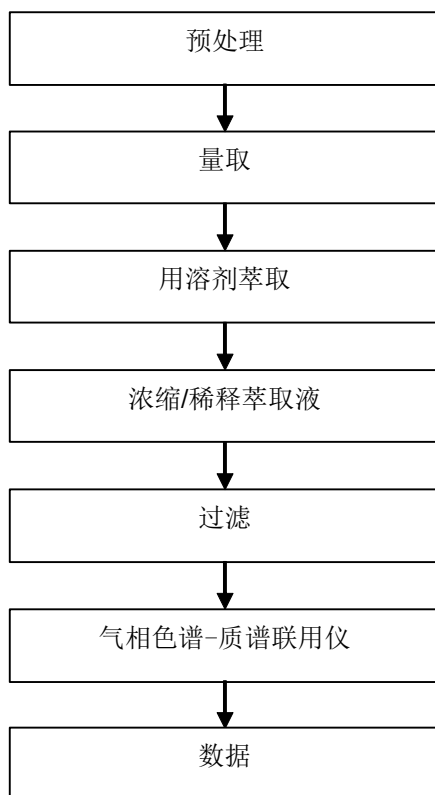 预处理
量取
用溶剂萃取
浓缩/稀释萃取液
过滤
气相色谱-质谱联用仪
数据